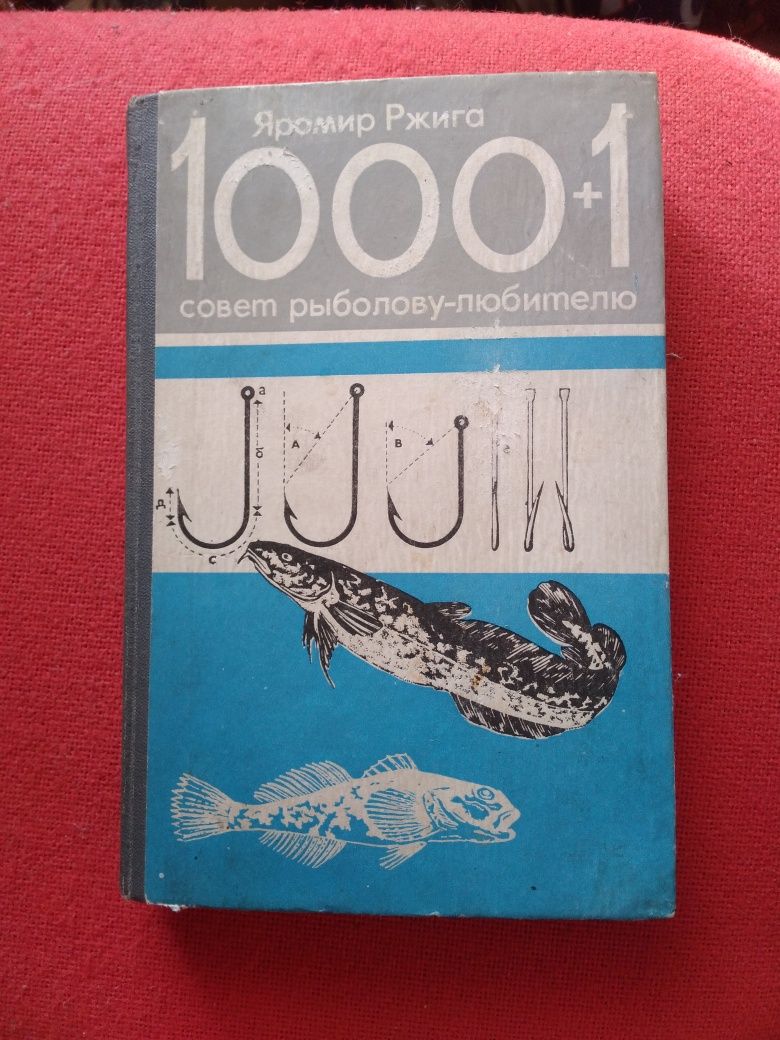 Яромир Ржига
1000+1
совет рыболову-любителю
а
б
А
В
е
д
с